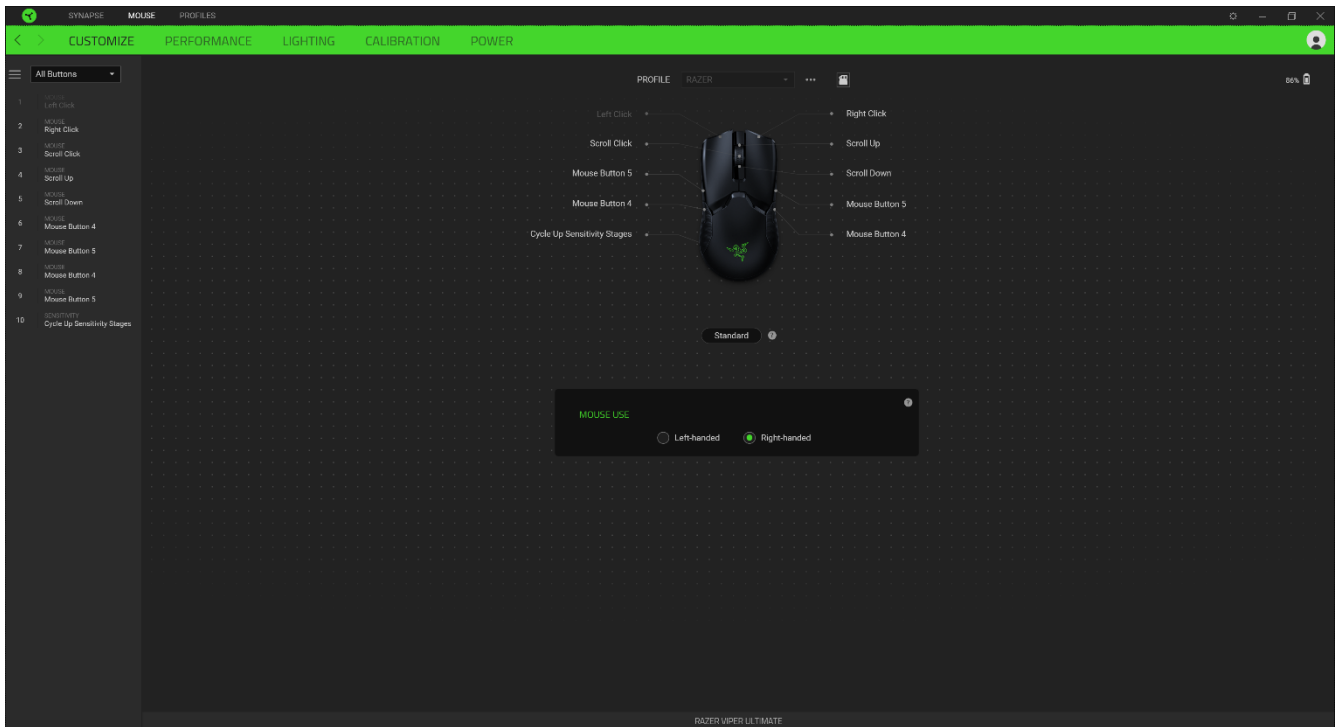 SYNAPSE MOUSE PROFILES
CUSTOMIZE PERFORMANCE LIGHTING CALIBRATION POWER
All Buttons
PROFILE RAZER
86%
1 MOUSE
Left Click
2 MOUSE
Right Click
3 MOUSE
Scroll Click
4 MOUSE
Scroll Up
5 MOUSE
Scroll Down
6 MOUSE
Mouse Button 4
7 MOUSE
Mouse Button 5
8 MOUSE
Mouse Button 4
9 MOUSE
Mouse Button 5
10 SENSITIVITY
Cycle Up Sensitivity Stages
Left Click Right Click
Scroll Click Scroll Up
Mouse Button 5 Scroll Down
Mouse Button 4 Mouse Button 5
Cycle Up Sensitivity Stages Mouse Button 4
Standard ?
MOUSE USE ?
Left-handed Right-handed
RAZER VIPER ULTIMATE